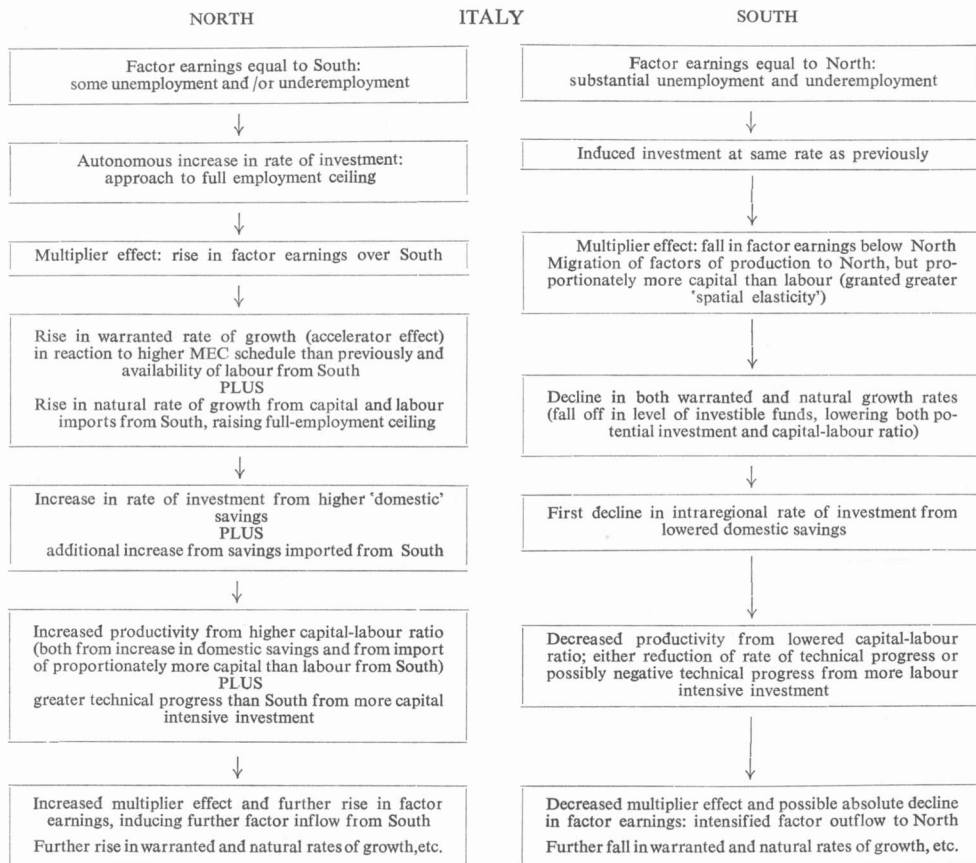 NORTH
ITALY
SOUTH
Factor earnings equal to South:
some unemployment and /or underemployment
Autonomous increase in rate of investment:
approach to full employment ceiling
Multiplier effect: rise in factor earnings over South
Rise in warranted rate of growth (accelerator effect)
in reaction to higher MEC schedule than previously and
availability of labour from South
PLUS
Rise in natural rate of growth from capital and labour
imports from South, raising full-employment ceiling
Increase in rate of investment from higher 'domestic'
savings
PLUS
additional increase from savings imported from South
Increased productivity from higher capital-labour ratio
(both from increase in domestic savings and from import
of proportionately more capital than labour from South)
PLUS
greater technical progress than South from more capital
intensive investment
Increased multiplier effect and further rise in factor
earnings, inducing further factor inflow from South
Further rise in warranted and natural rates of growth, etc.
Factor earnings equal to North:
substantial unemployment and underemployment
Induced investment at same rate as previously
Multiplier effect: fall in factor earnings below North
Migration of factors of production to North, but pro-
portionately more capital than labour (granted greater
'spatial elasticity')
Decline in both warranted and natural growth rates
(fall off in level of investible funds, lowering both po-
tential investment and capital-labour ratio)
First decline in intraregional rate of investment from
lowered domestic savings
Decreased productivity from lowered capital-labour
ratio; either reduction of rate of technical progress or
possibly negative technical progress from more labour
intensive investment
Decreased multiplier effect and possible absolute decline
in factor earnings: intensified factor outflow to North
Further fall in warranted and natural rates of growth, etc.